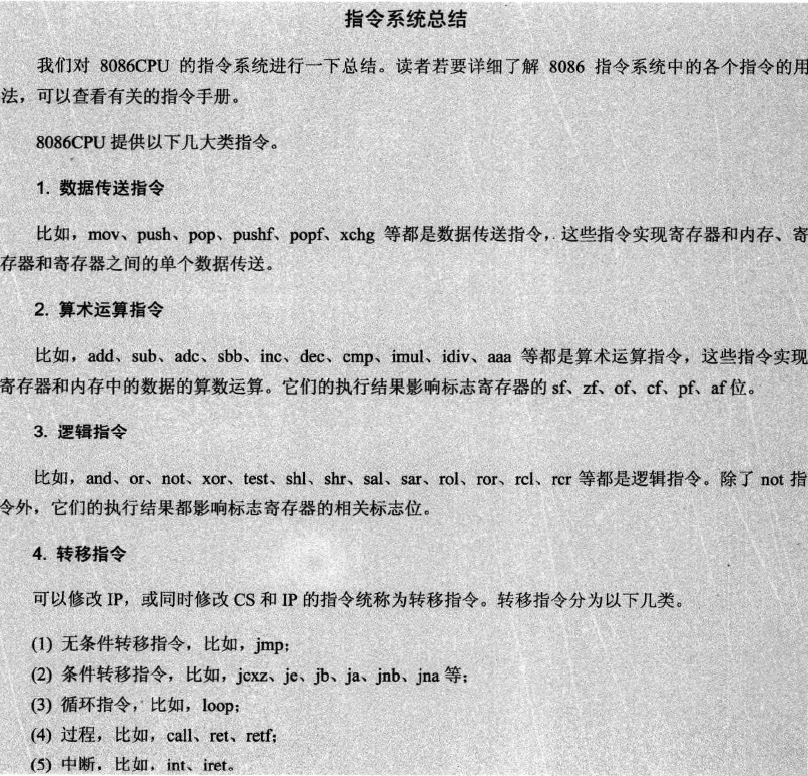 指令系统总结
我们对 8086CPU 的指令系统进行一下总结。读者若要详细了解 8086 指令系统中的各个指令的用
法，可以查看有关的指令手册。
8086CPU 提供以下几大类指令。
1. 数据传送指令
比如，mov、push、pop、pushf、popf、xchg 等都是数据传送指令，这些指令实现寄存器和内存、寄
存器和寄存器之间的单个数据传送。
2. 算术运算指令
比如，add、sub、adc、sbb、inc、dec、cmp、imul、idiv、aaa 等都是算术运算指令，这些指令实现
寄存器和内存中的数据的算数运算。它们的执行结果影响标志寄存器的 sf、zf、of、cf、pf、af 位。
3. 逻辑指令
比如，and、or、not、xor、test、shl、shr、sal、sar、rol、ror、rcl、rcr 等都是逻辑指令。除了 not 指
令外，它们的执行结果都影响标志寄存器的相关标志位。
4. 转移指令
可以修改 IP，或同时修改 CS 和 IP 的指令统称为转移指令。转移指令分为以下几类。
(1) 无条件转移指令，比如，jmp；
(2) 条件转移指令，比如，jcxz、je、jb、ja、jnb、jna 等；
(3) 循环指令，比如，loop；
(4) 过程，比如，call、ret、retf；
(5) 中断，比如，int、iret。